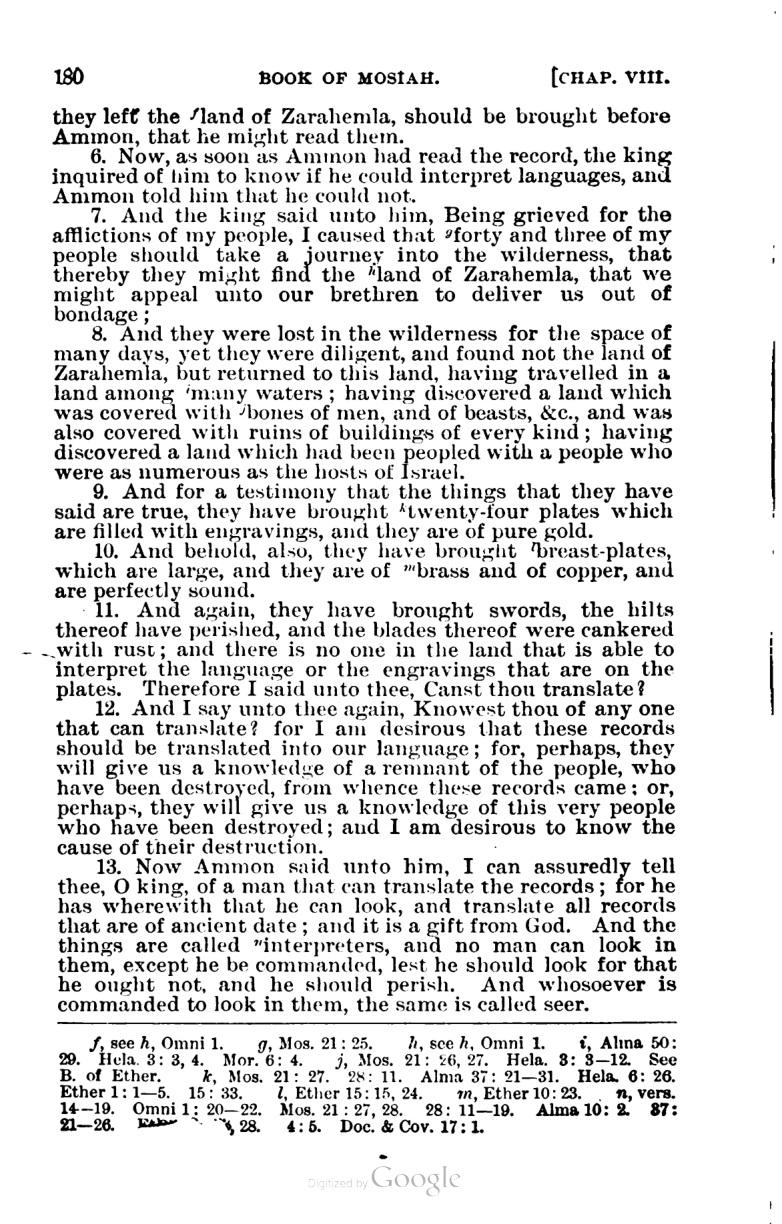 180 BOOK OF MOSIAH. [CHAP. VIII.
they left the fland of Zarahemla, should be brought before
Ammon, that he might read them.
6. Now, as soon as Ammon had read the record, the king
inquired of him to know if he could interpret languages, and
Ammon told him that he could not.
7. And the king said unto him, Being grieved for the
afflictions of my people, I caused that gforty and three of my
people should take a journey into the wilderness, that
thereby they might find the hland of Zarahemla, that we
might appeal unto our brethren to deliver us out of
bondage;
8. And they were lost in the wilderness for the space of
many days, yet they were diligent, and found not the land of
Zarahemla, but returned to this land, having travelled in a
land among imany waters; having discovered a land which
was covered with jbones of men, and of beasts, &c., and was
also covered with ruins of buildings of every kind; having
discovered a land which had been peopled with a people who
were as numerous as the hosts of Israel.
9. And for a testimony that the things that they have
said are true, they have brought ktwenty-four plates which
are filled with engravings, and they are of pure gold.
10. And behold, also, they have brought lbreast-plates,
which are large, and they are of mbrass and of copper, and
are perfectly sound.
11. And again, they have brought swords, the hilts
thereof have perished, and the blades thereof were cankered
with rust; and there is no one in the land that is able to
interpret the language or the engravings that are on the
plates. Therefore I said unto thee, Canst thou translate?
12. And I say unto thee again, Knowest thou of any one
that can translate? for I am desirous that these records
should be translated into our language; for, perhaps, they
will give us a knowledge of a remnant of the people, who
have been destroyed, from whence these records came; or,
perhaps, they will give us a knowledge of this very people
who have been destroyed; and I am desirous to know the
cause of their destruction.
13. Now Ammon said unto him, I can assuredly tell
thee, O king, of a man that can translate the records; for he
has wherewith that he can look, and translate all records
that are of ancient date; and it is a gift from God. And the
things are called ninterpreters, and no man can look in
them, except he be commanded, lest he should look for that
he ought not, and he should perish. And whosoever is
commanded to look in them, the same is called seer.
f, see h, Omni 1. g, Mos. 21: 25. h, see h, Omni 1. i, Alma 50:
29. Hela. 3: 3, 4. Mor. 6: 4. j, Mos. 21: 26, 27. Hela. 3: 3—12. See
B. of Ether. k, Mos. 21: 27. 28: 11. Alma 37: 21—31. Hela. 6: 26.
Ether 1: 1—5. 15: 33. l, Ether 15: 15, 24. m, Ether 10: 23. n, vers.
14—19. Omni 1: 20—22. Mos. 21: 27, 28. 28: 11—19. Alma 10: 2. 37:
21—26. 28. 4: 5. Doc. & Cov. 17: 1.
Digitized by Google